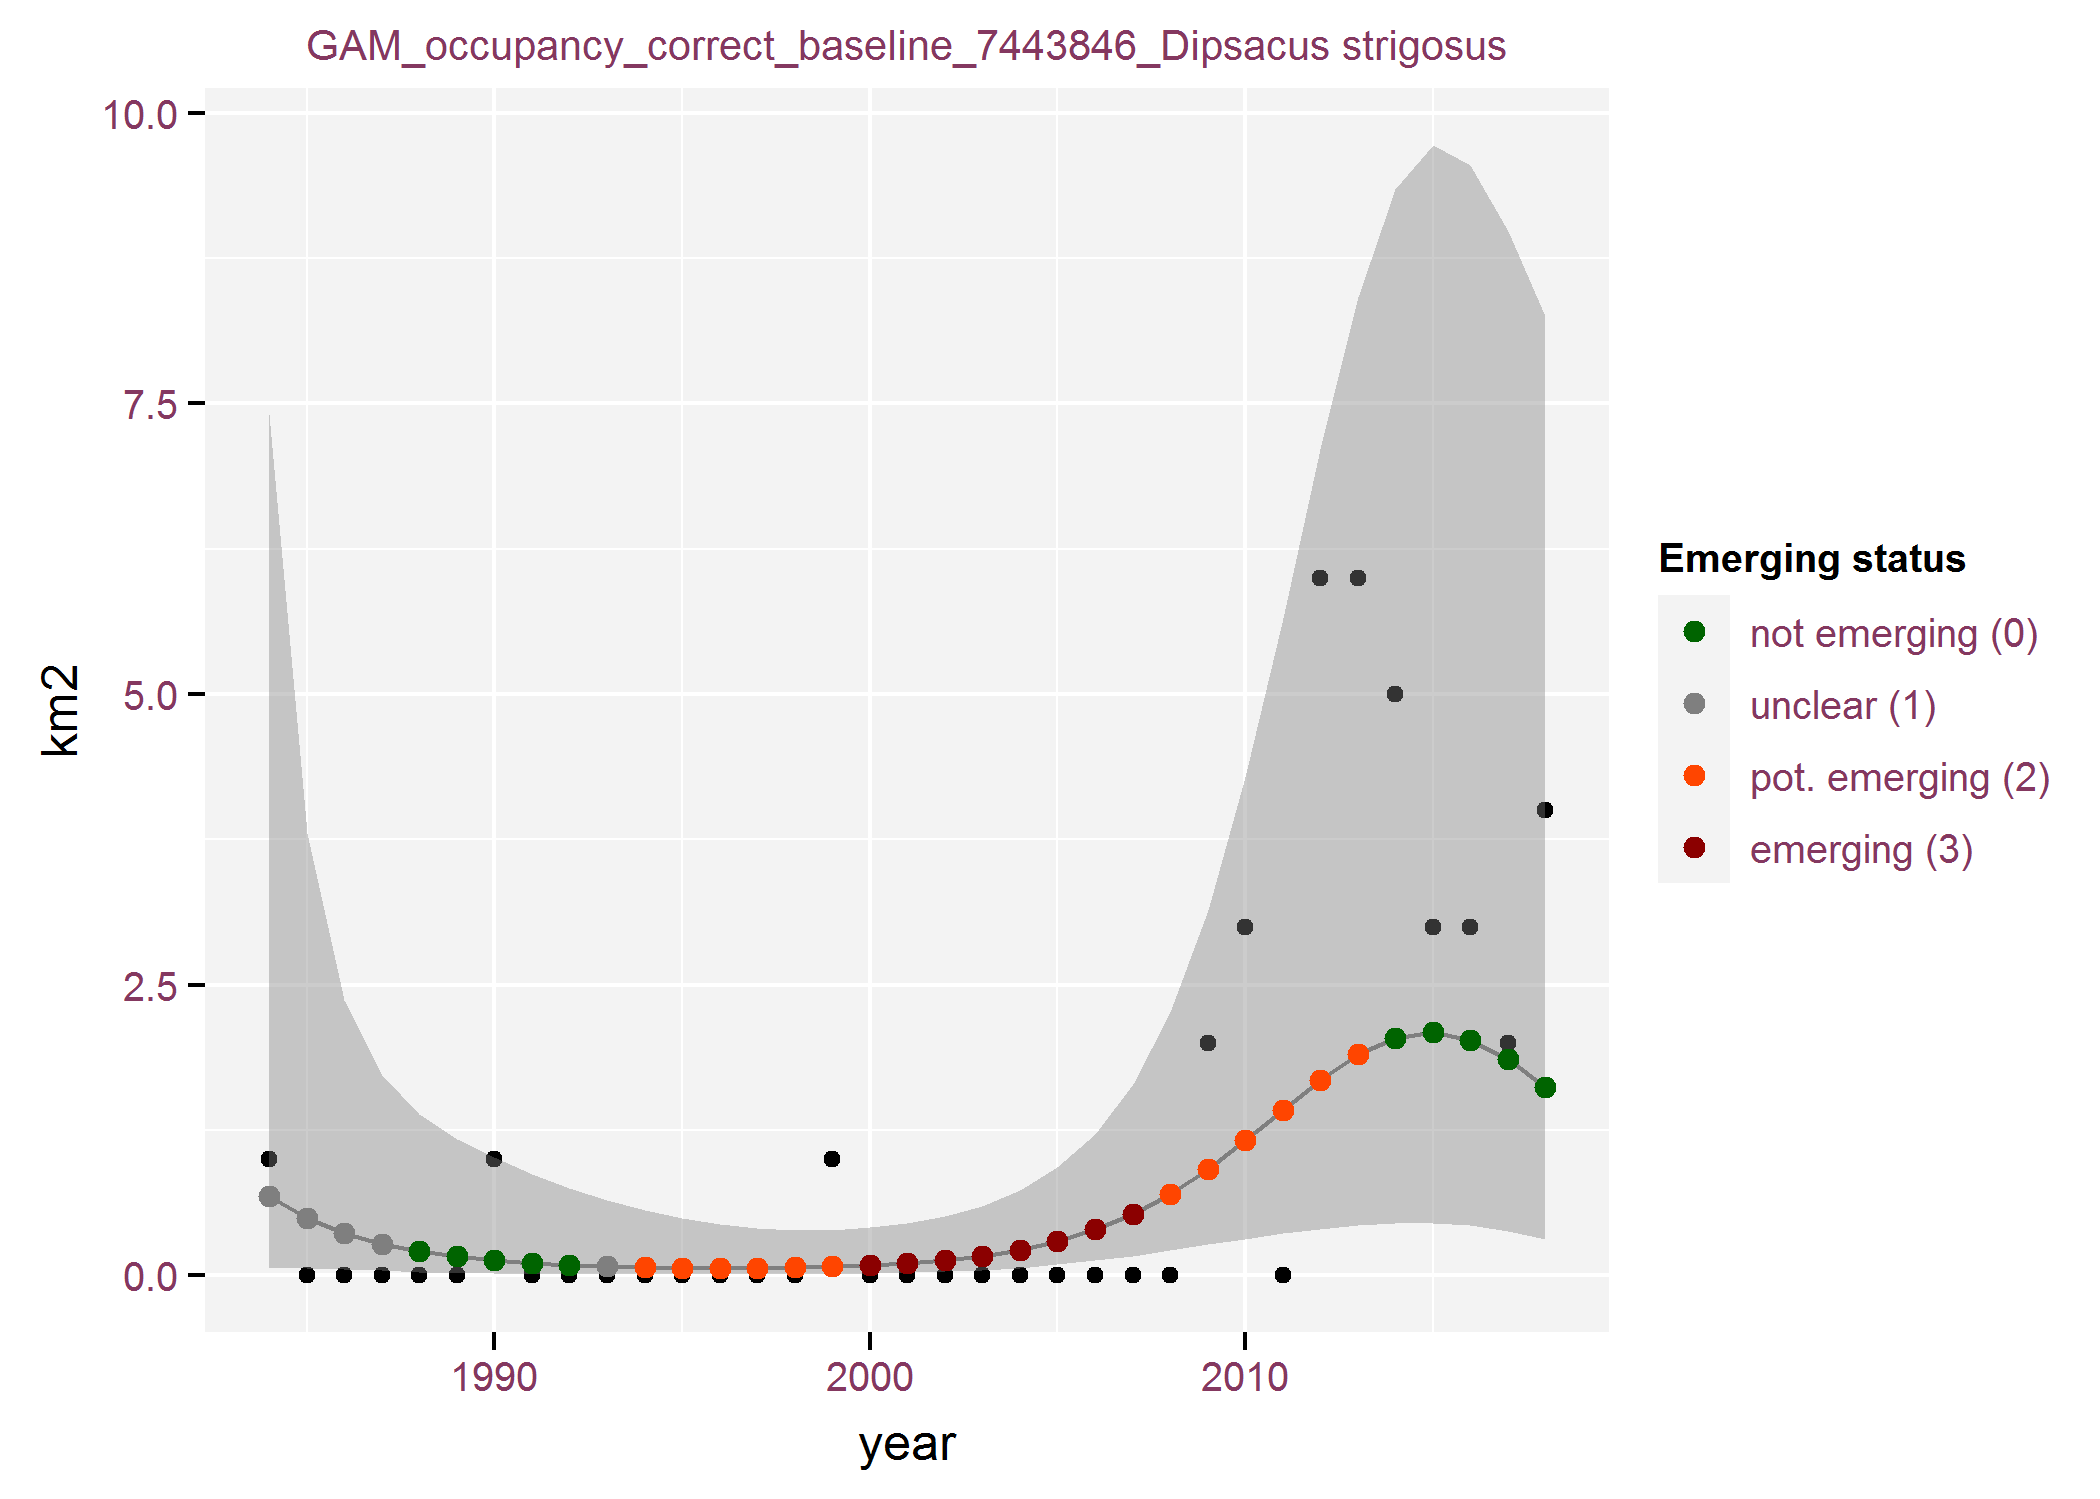 GAM_occupancy_correct_baseline_7443846_Dipsacus strigosus
10.0
7.5
5.0
2.5
0.0
km2
1990 2000 2010
year
Emerging status
not emerging (0)
unclear (1)
pot. emerging (2)
emerging (3)